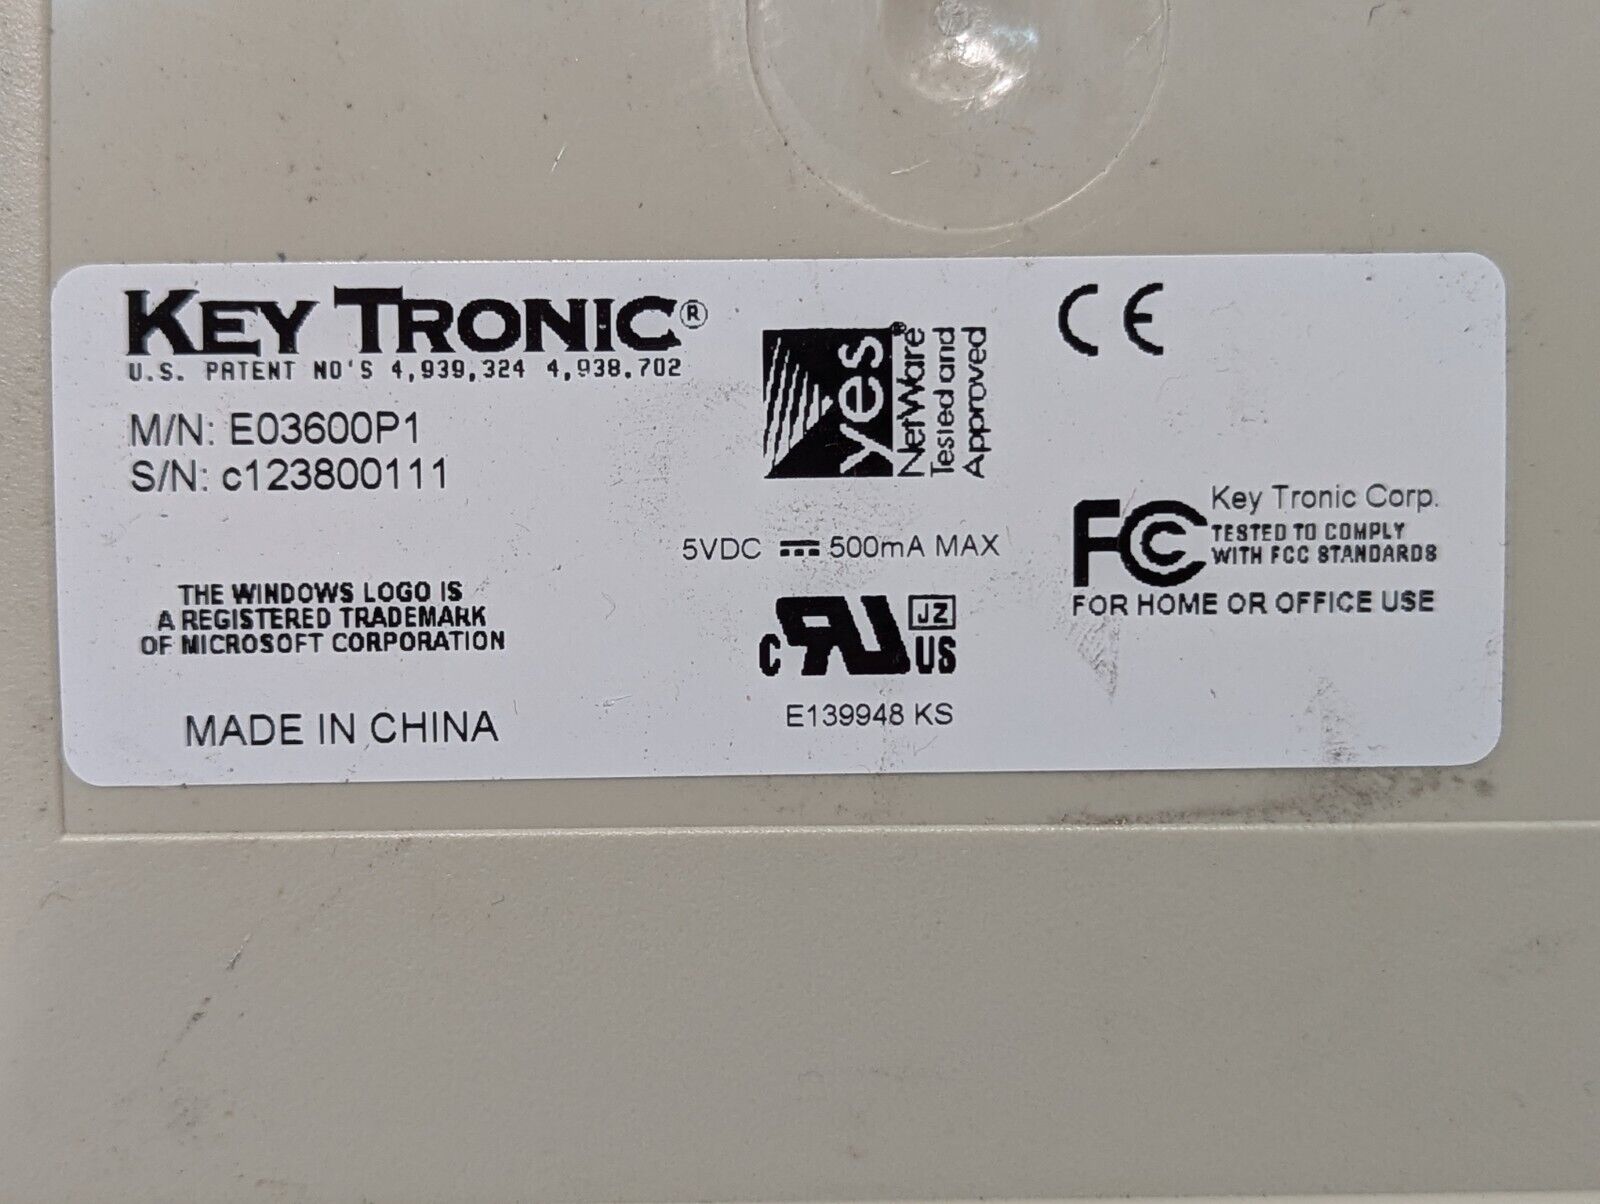 KEY TRONIC®
U.S. PATENT NO'S 4,939,324 4,938,702
M/N: E03600P1
S/N: c123800111
THE WINDOWS LOGO IS
A REGISTERED TRADEMARK
OF MICROSOFT CORPORATION
MADE IN CHINA
yes®
NetWare
Tested and
Approved
5VDC ⎓ 500mA MAX
c RU US JZ
E139948 KS
CE
FC Key Tronic Corp.
TESTED TO COMPLY
WITH FCC STANDARDS
FOR HOME OR OFFICE USE